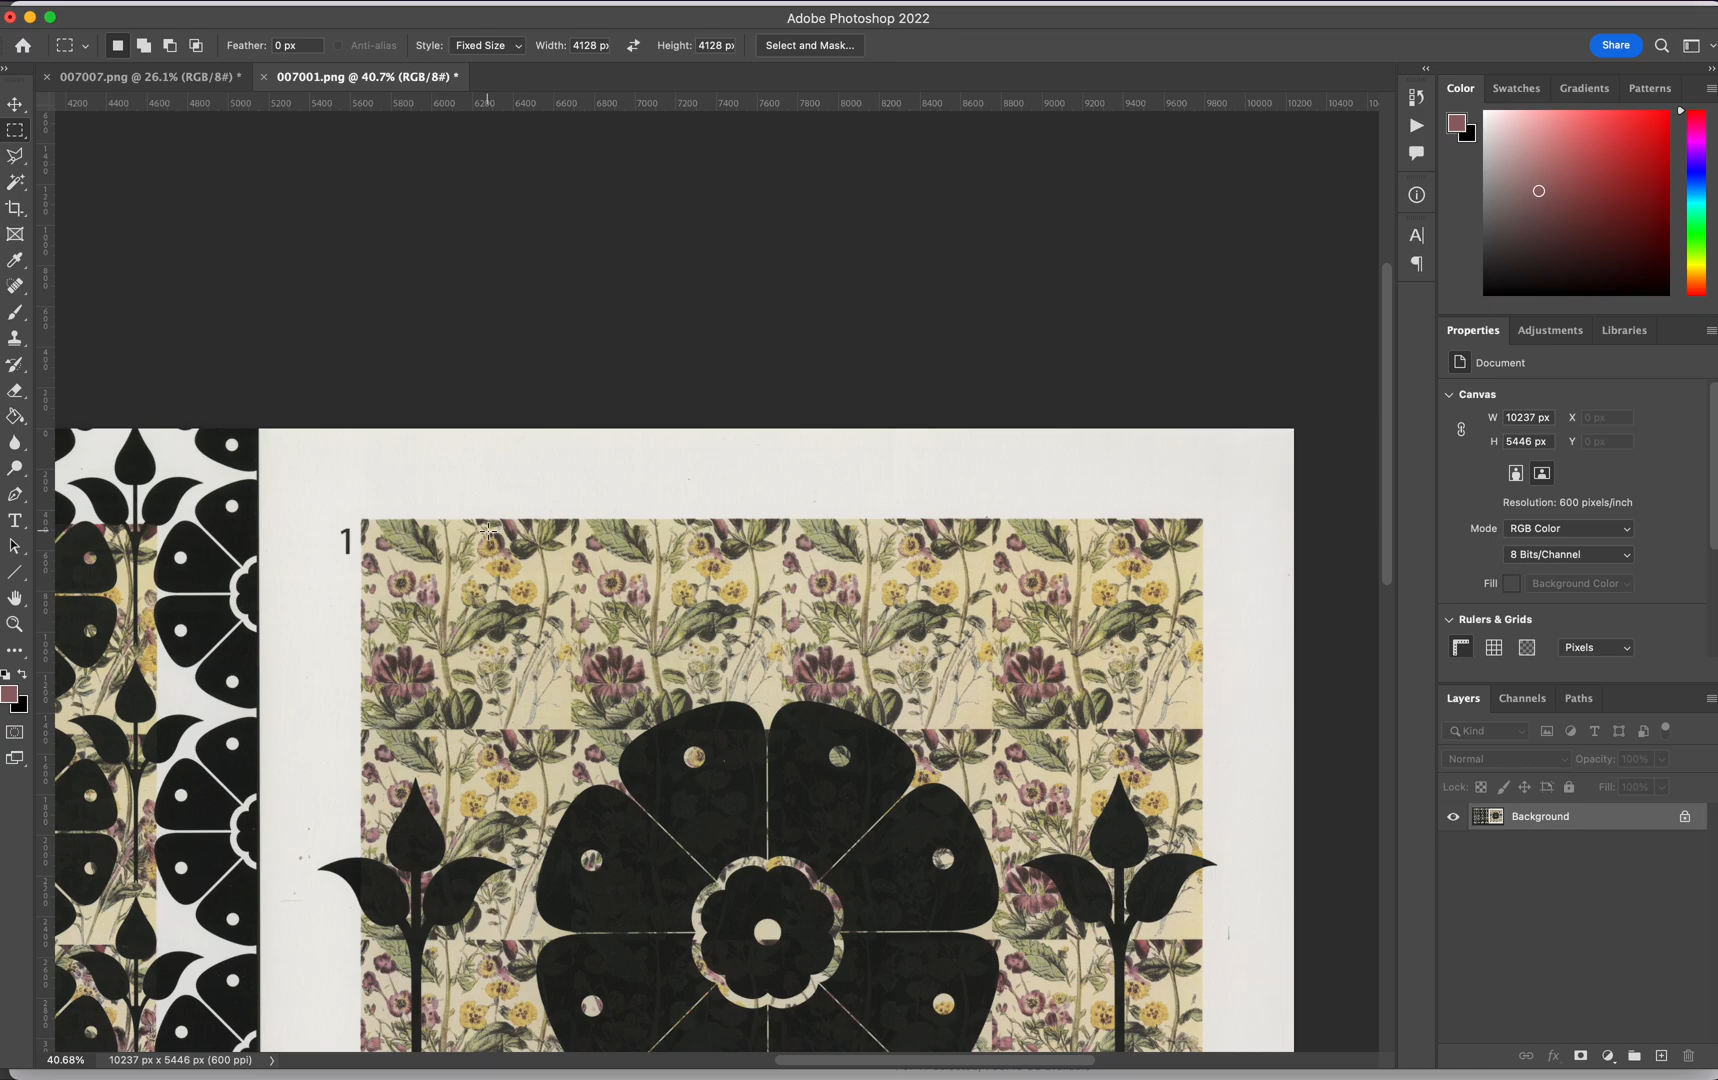 Adobe Photoshop 2022
Feather: 0 px Anti-alias Style: Fixed Size Width: 4128 px Height: 4128 px Select and Mask... Share
007007.png @ 26.1% (RGB/8#) * 007001.png @ 40.7% (RGB/8#) *
4200 4400 4600 4800 5000 5200 5400 5600 5800 6000 6200 6400 6600 6800 7000 7200 7400 7600 7800 8000 8200 8400 8600 8800 9000 9200 9400 9600 9800 10000 10200 10400
Color Swatches Gradients Patterns
Properties Adjustments Libraries
Document
Canvas
W 10237 px X 0 px
H 5446 px Y 0 px
Resolution: 600 pixels/inch
Mode RGB Color
8 Bits/Channel
Fill Background Color
Rulers & Grids
Pixels
1
Layers Channels Paths
Kind
Normal Opacity: 100%
Lock: Fill: 100%
Background
40.68% 10237 px x 5446 px (600 ppi)